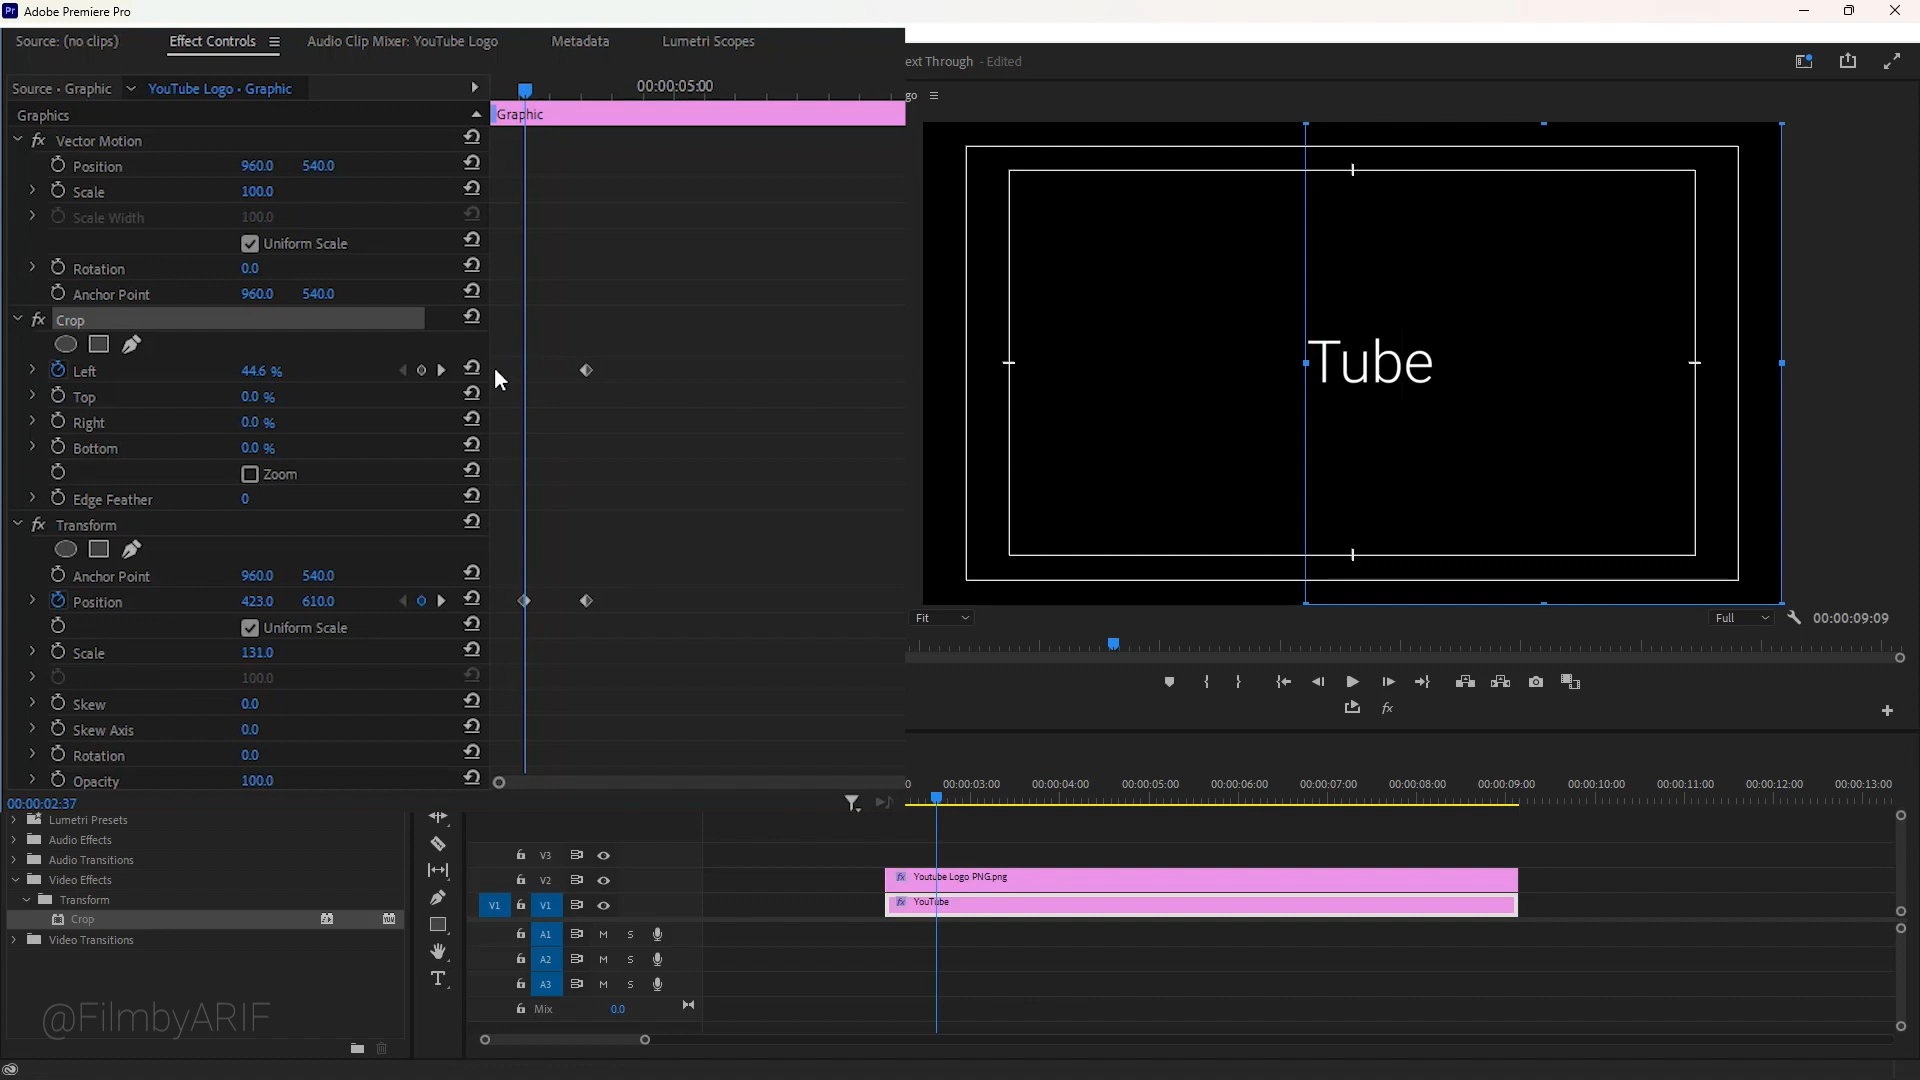 Adobe Premiere Pro
Source: (no clips) Effect Controls Audio Clip Mixer: YouTube Logo Metadata Lumetri Scopes
ext Through - Edited
Source · Graphic YouTube Logo · Graphic 00:00:05:00
go
Graphics Graphic
fx Vector Motion
Position 960.0 540.0
Scale 100.0
Scale Width 100.0
Uniform Scale
Rotation 0.0
Anchor Point 960.0 540.0
fx Crop
Left 44.6 %
Top 0.0 %
Right 0.0 %
Bottom 0.0 %
Zoom
Edge Feather 0
fx Transform
Anchor Point 960.0 540.0
Position 423.0 610.0
Uniform Scale
Scale 131.0
100.0
Skew 0.0
Skew Axis 0.0
Rotation 0.0
Opacity 100.0
00:00:02:37
Tube
Fit Full 00:00:09:09
fx
0 00:00:03:00 00:00:04:00 00:00:05:00 00:00:06:00 00:00:07:00 00:00:08:00 00:00:09:00 00:00:10:00 00:00:11:00 00:00:12:00 00:00:13:00
Lumetri Presets
Audio Effects
Audio Transitions
Video Effects
Transform
Crop
Video Transitions
V3
V2 fx Youtube Logo PNG.png
V1 V1 fx YouTube
A1 M S
A2 M S
A3 M S
Mix 0.0
@FilmbyARIF